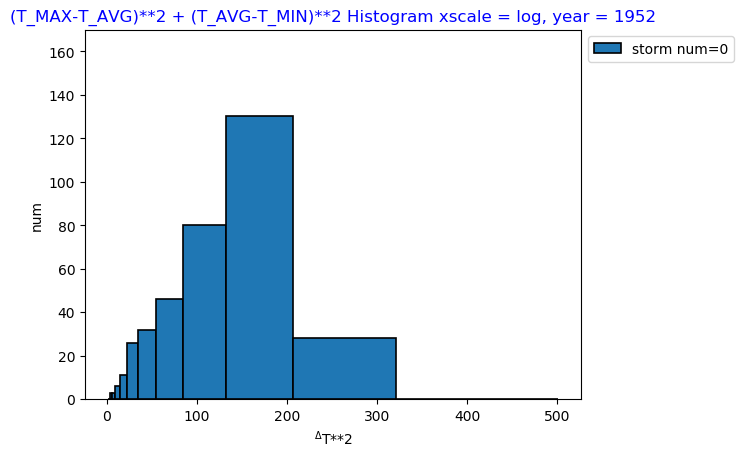 (T_MAX-T_AVG)**2 + (T_AVG-T_MIN)**2 Histogram xscale = log, year = 1952
storm num=0
160
140
120
100
80
60
40
20
0
num
0 100 200 300 400 500
ΔT**2